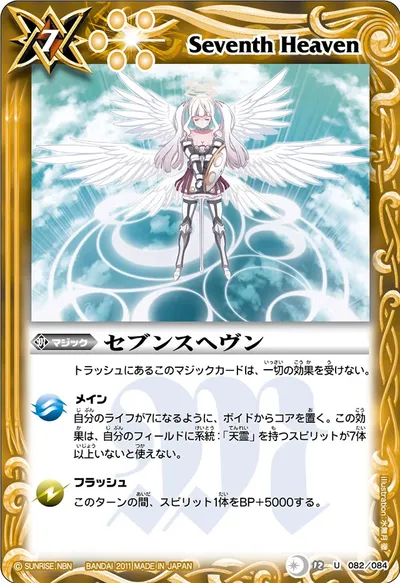 7
Seventh Heaven
マジック
セブンスヘヴン
トラッシュにあるこのマジックカードは、一切の効果を受けない。
メイン
自分のライフが7になるように、ボイドからコアを置く。この効
果は、自分のフィールドに系統:「天霊」を持つスピリットが7体
以上いないと使えない。
フラッシュ
このターンの間、スピリット1体をBP+5000する。
Illustration: 水無月 徹
© SUNRISE. NBN BANDAI 2011 MADE IN JAPAN
U 082/084